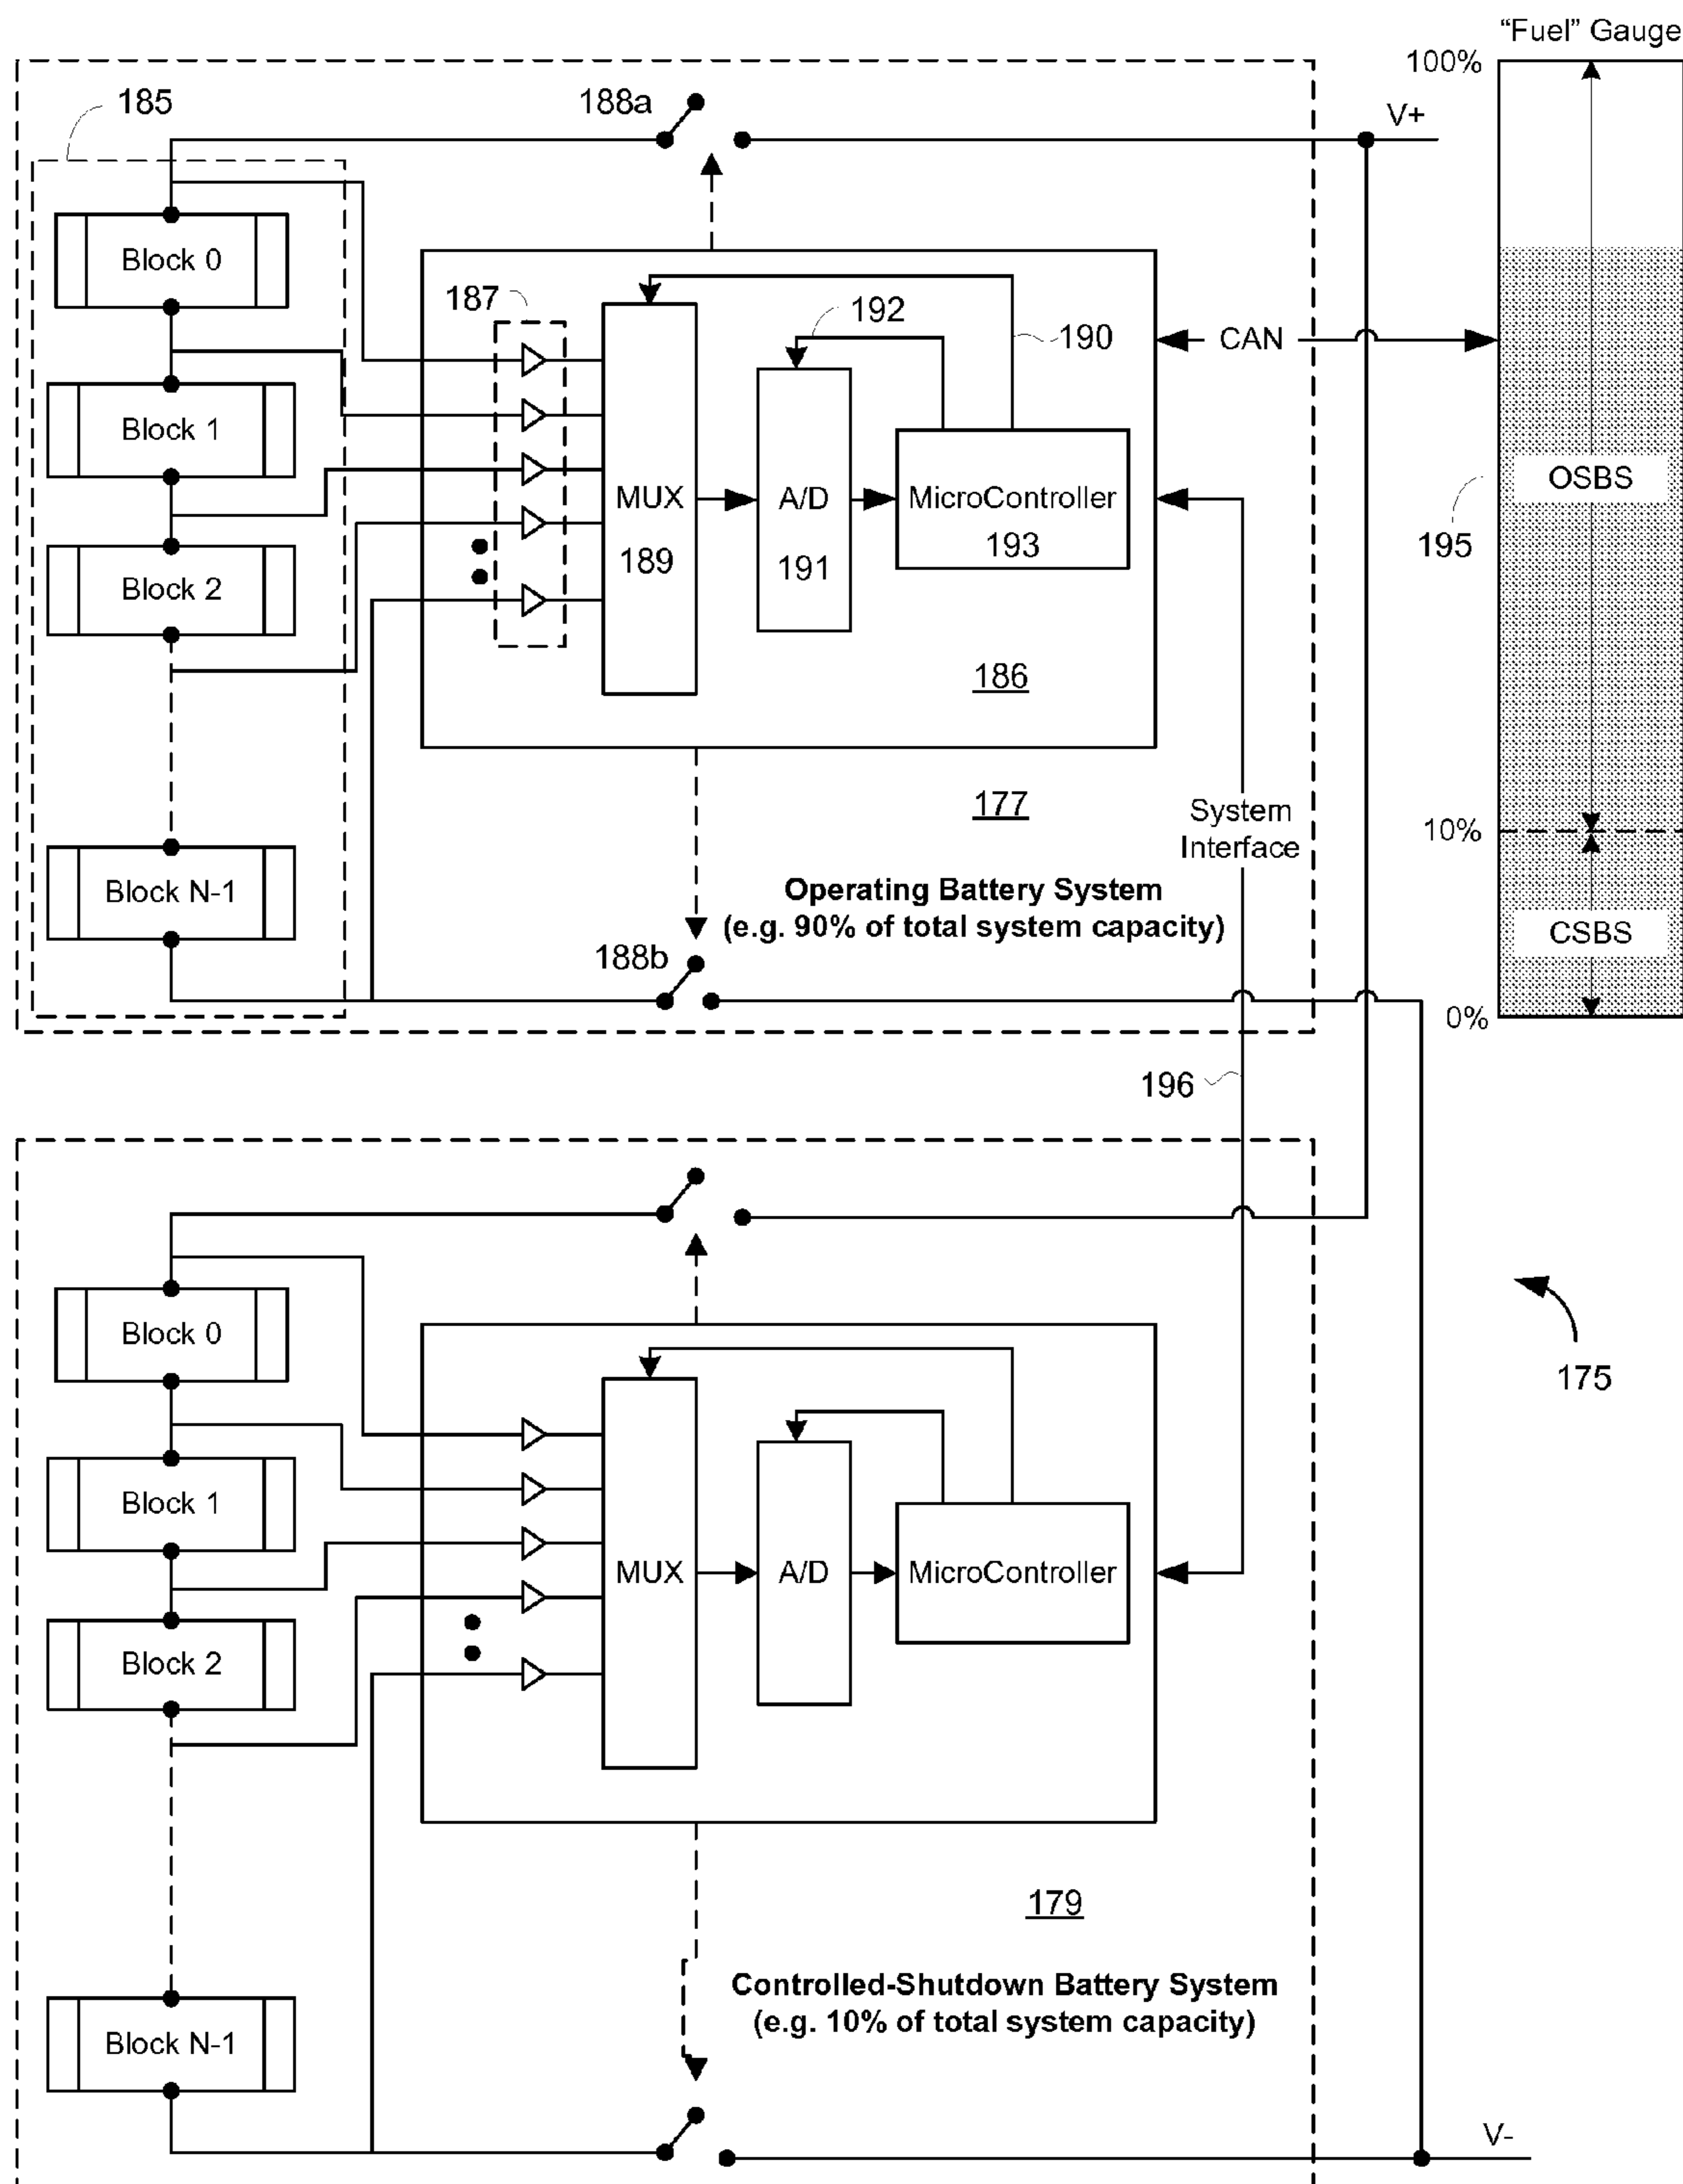 “Fuel” Gauge
100%
185
188a
V+
Block 0
187
192
190
CAN
Block 1
MUX
189
A/D
191
MicroController
193
OSBS
195
Block 2
186
177
System
Interface
10%
Block N-1
Operating Battery System
(e.g. 90% of total system capacity)
CSBS
188b
0%
196
Block 0
175
Block 1
MUX
A/D
MicroController
Block 2
179
Controlled-Shutdown Battery System
(e.g. 10% of total system capacity)
Block N-1
V-